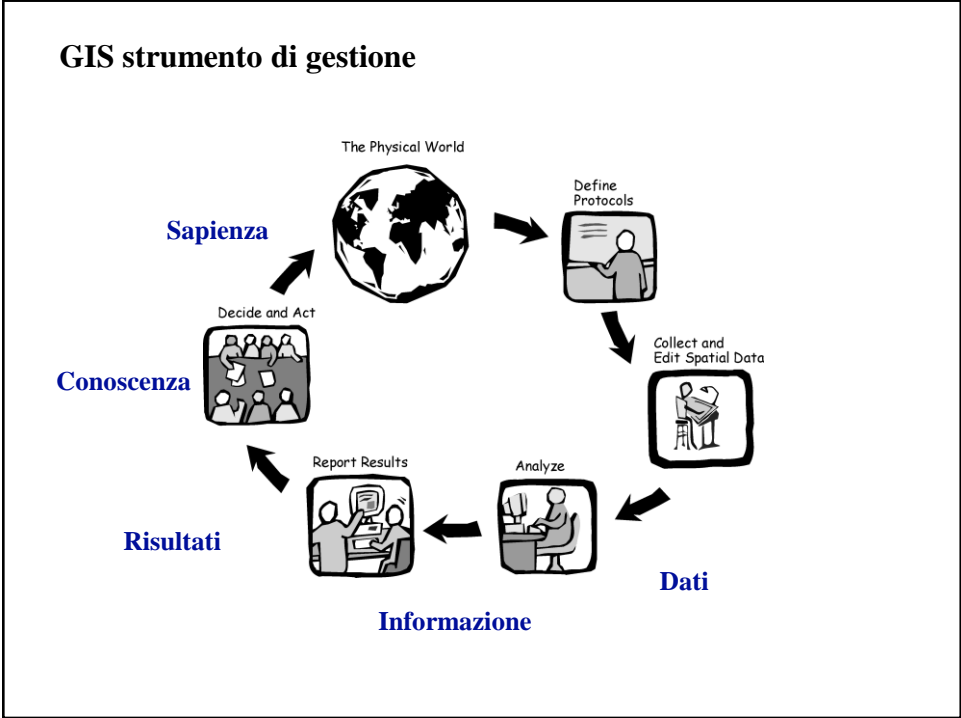 GIS strumento di gestione
The Physical World
Define
Protocols
Sapienza
Decide and Act
Collect and
Edit Spatial Data
Conoscenza
Report Results
Analyze
Risultati
Dati
Informazione